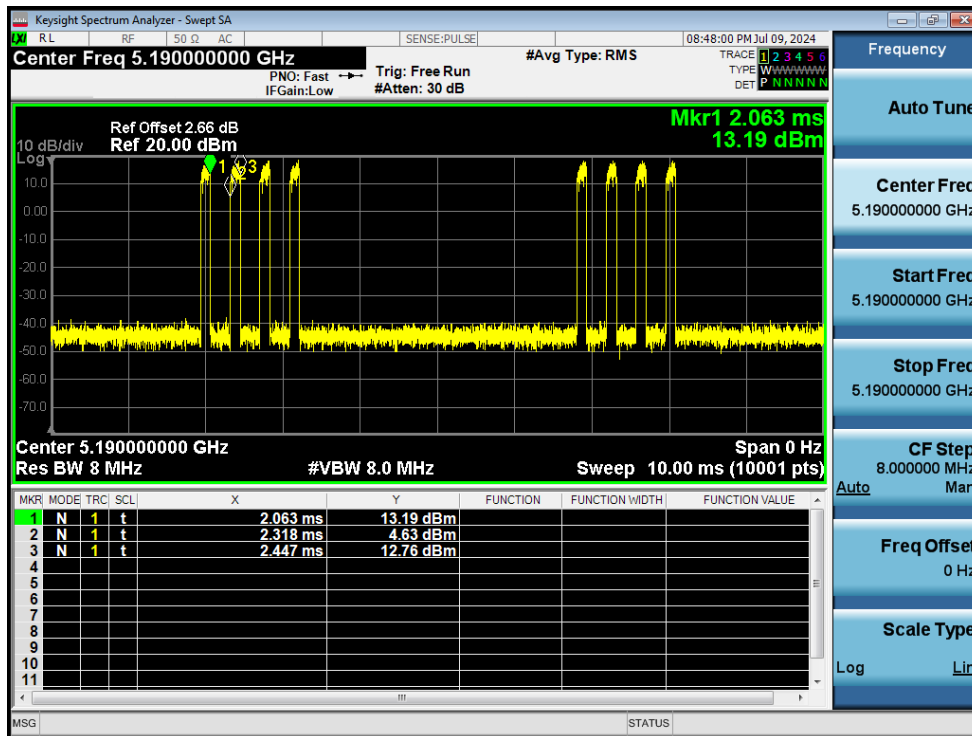 Keysight Spectrum Analyzer - Swept SA
LXI RL RF 50 Ω AC SENSE:PULSE 08:48:00 PM Jul 09, 2024
Center Freq 5.190000000 GHz
#Avg Type: RMS
TRACE 1 2 3 4 5 6
PNO: Fast Trig: Free Run
TYPE WWWWWW
IFGain:Low #Atten: 30 dB
DET P N N N N N
Mkr1 2.063 ms
13.19 dBm
Ref Offset 2.66 dB
10 dB/div Ref 20.00 dBm
Log
1 2 3
10.0
0.00
-10.0
-20.0
-30.0
-40.0
-50.0
-60.0
-70.0
Center 5.190000000 GHz Span 0 Hz
Res BW 8 MHz #VBW 8.0 MHz Sweep 10.00 ms (10001 pts)
MKR MODE TRC SCL X Y FUNCTION FUNCTION WIDTH FUNCTION VALUE
1 N 1 t 2.063 ms 13.19 dBm
2 N 1 t 2.318 ms 4.63 dBm
3 N 1 t 2.447 ms 12.76 dBm
4
5
6
7
8
9
10
11
MSG STATUS
Frequency
Auto Tune
Center Freq
5.190000000 GHz
Start Freq
5.190000000 GHz
Stop Freq
5.190000000 GHz
CF Step
8.000000 MHz
Auto Man
Freq Offset
0 Hz
Scale Type
Log Lin